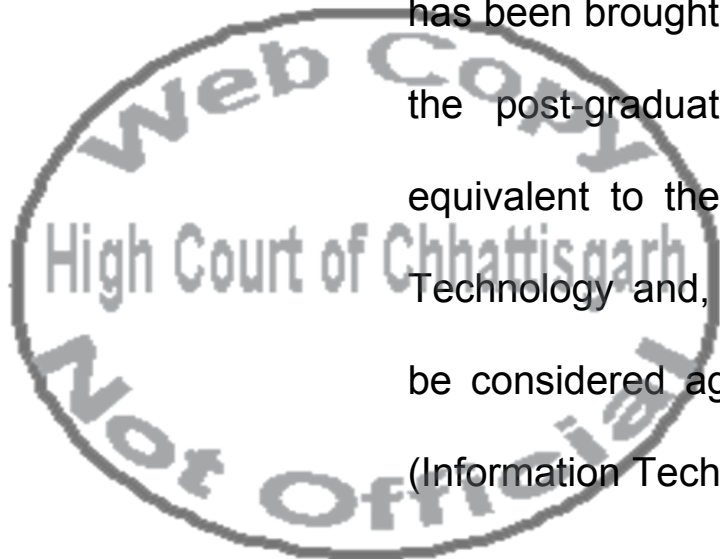 has been brought
the post-graduat
equivalent to the
Technology and,
be considered ag
(Information Tech
Web Copy
High Court of Chhattisgarh
Not Official